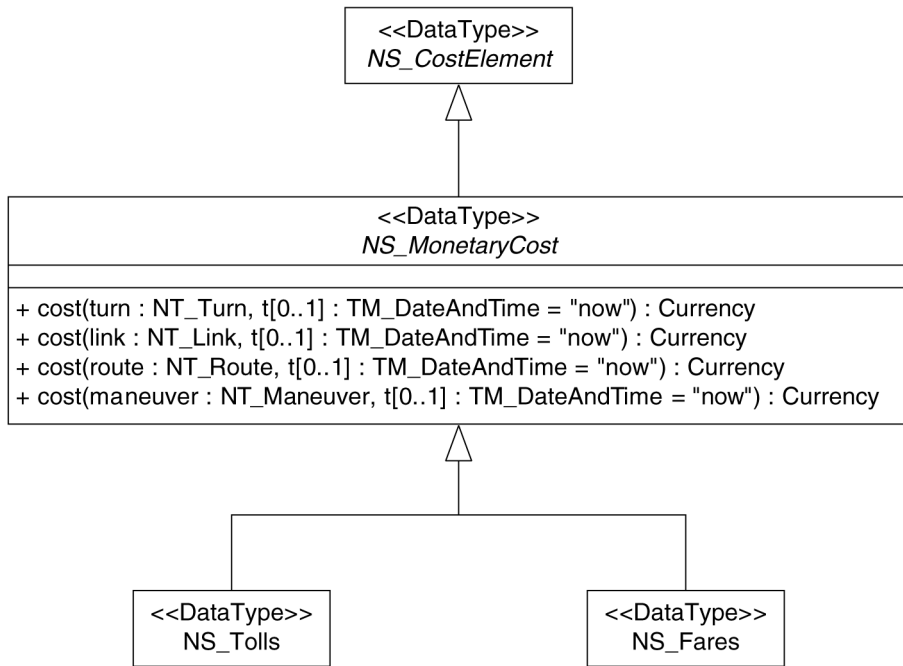 <<DataType>>
NS_CostElement
<<DataType>>
NS_MonetaryCost
+ cost(turn : NT_Turn, t[0..1] : TM_DateAndTime = "now") : Currency
+ cost(link : NT_Link, t[0..1] : TM_DateAndTime = "now") : Currency
+ cost(route : NT_Route, t[0..1] : TM_DateAndTime = "now") : Currency
+ cost(maneuver : NT_Maneuver, t[0..1] : TM_DateAndTime = "now") : Currency
<<DataType>>
NS_Tolls
<<DataType>>
NS_Fares